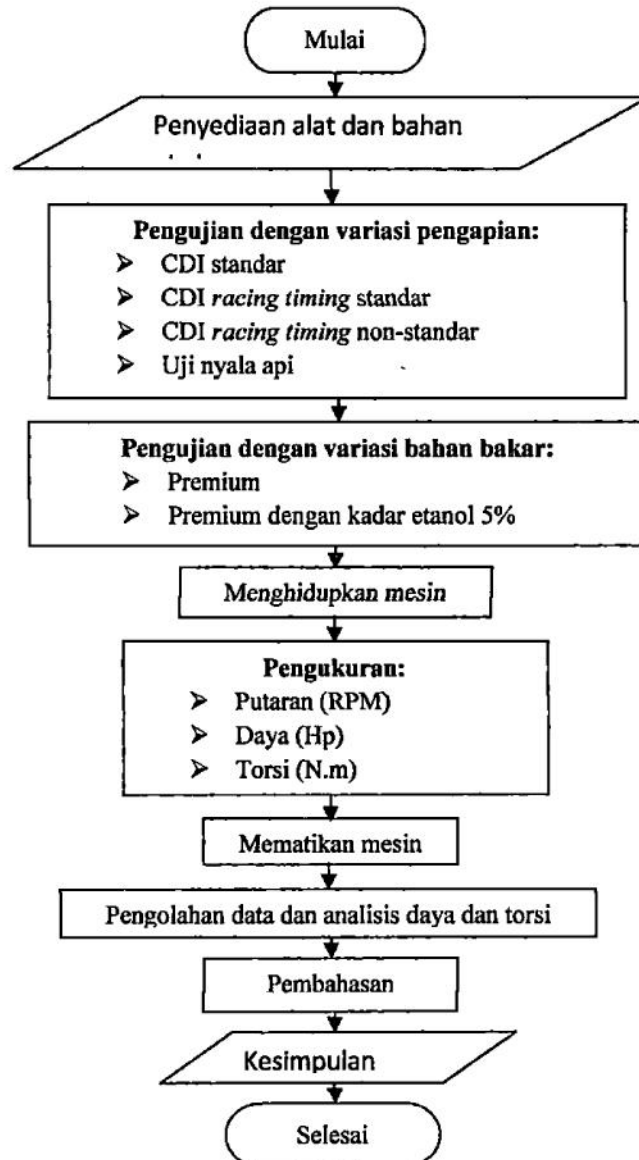 Mulai
Penyediaan alat dan bahan
Pengujian dengan variasi pengapian:
➤ CDI standar
➤ CDI racing timing standar
➤ CDI racing timing non-standar
➤ Uji nyala api
Pengujian dengan variasi bahan bakar:
➤ Premium
➤ Premium dengan kadar etanol 5%
Menghidupkan mesin
Pengukuran:
➤ Putaran (RPM)
➤ Daya (Hp)
➤ Torsi (N.m)
Mematikan mesin
Pengolahan data dan analisis daya dan torsi
Pembahasan
Kesimpulan
Selesai